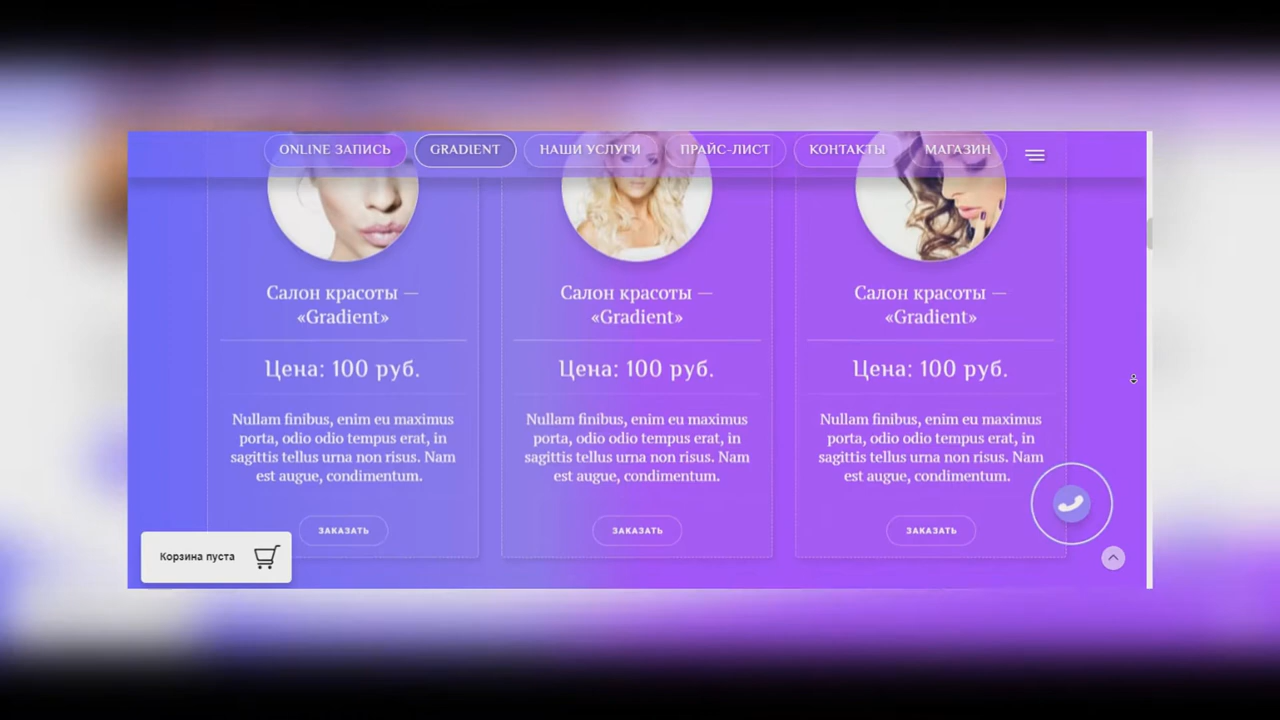 ONLINE ЗАПИСЬ GRADIENT НАШИ УСЛУГИ ПРАЙС-ЛИСТ КОНТАКТЫ МАГАЗИН
Салон красоты —
«Gradient»
Цена: 100 руб.
Nullam finibus, enim eu maximus
porta, odio odio tempus erat, in
sagittis tellus urna non risus. Nam
est augue, condimentum.
ЗАКАЗАТЬ
Салон красоты —
«Gradient»
Цена: 100 руб.
Nullam finibus, enim eu maximus
porta, odio odio tempus erat, in
sagittis tellus urna non risus. Nam
est augue, condimentum.
ЗАКАЗАТЬ
Салон красоты —
«Gradient»
Цена: 100 руб.
Nullam finibus, enim eu maximus
porta, odio odio tempus erat, in
sagittis tellus urna non risus. Nam
est augue, condimentum.
ЗАКАЗАТЬ
Корзина пуста